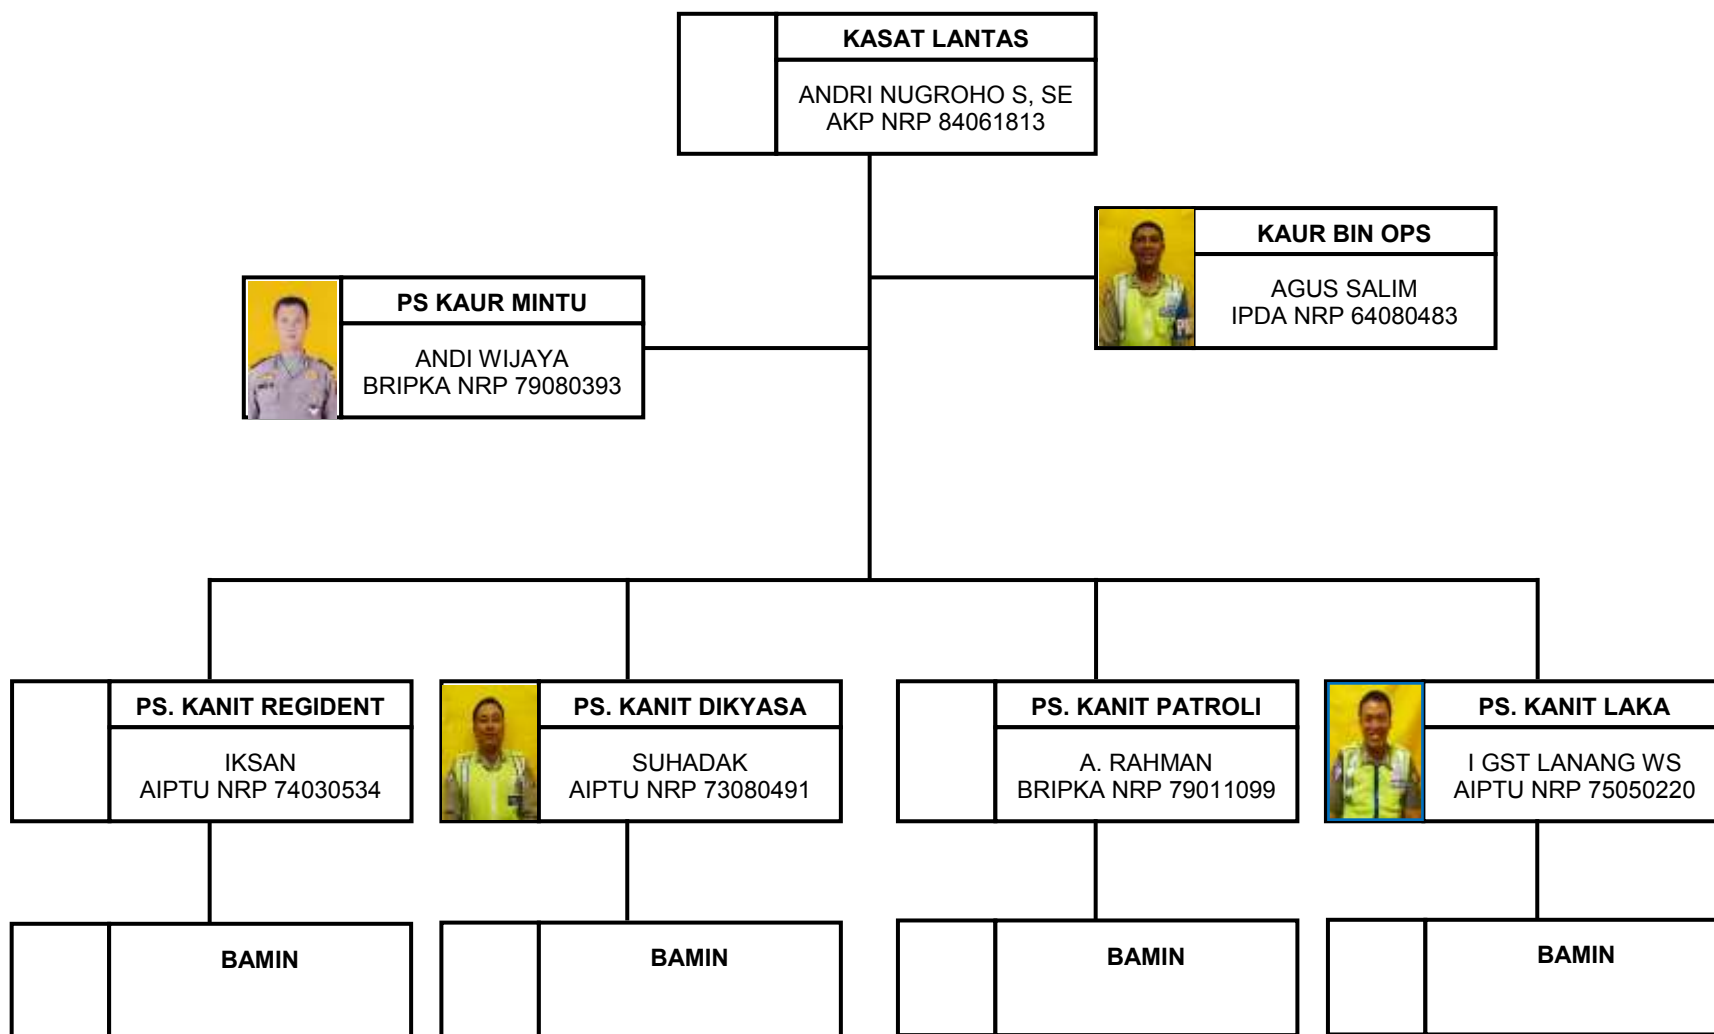 KASAT LANTAS
ANDRI NUGROHO S, SE
AKP NRP 84061813
KAUR BIN OPS
AGUS SALIM
IPDA NRP 64080483
PS KAUR MINTU
ANDI WIJAYA
BRIPKA NRP 79080393
PS. KANIT REGIDENT
IKSAN
AIPTU NRP 74030534
PS. KANIT DIKYASA
SUHADAK
AIPTU NRP 73080491
PS. KANIT PATROLI
A. RAHMAN
BRIPKA NRP 79011099
PS. KANIT LAKA
I GST LANANG WS
AIPTU NRP 75050220
BAMIN
BAMIN
BAMIN
BAMIN